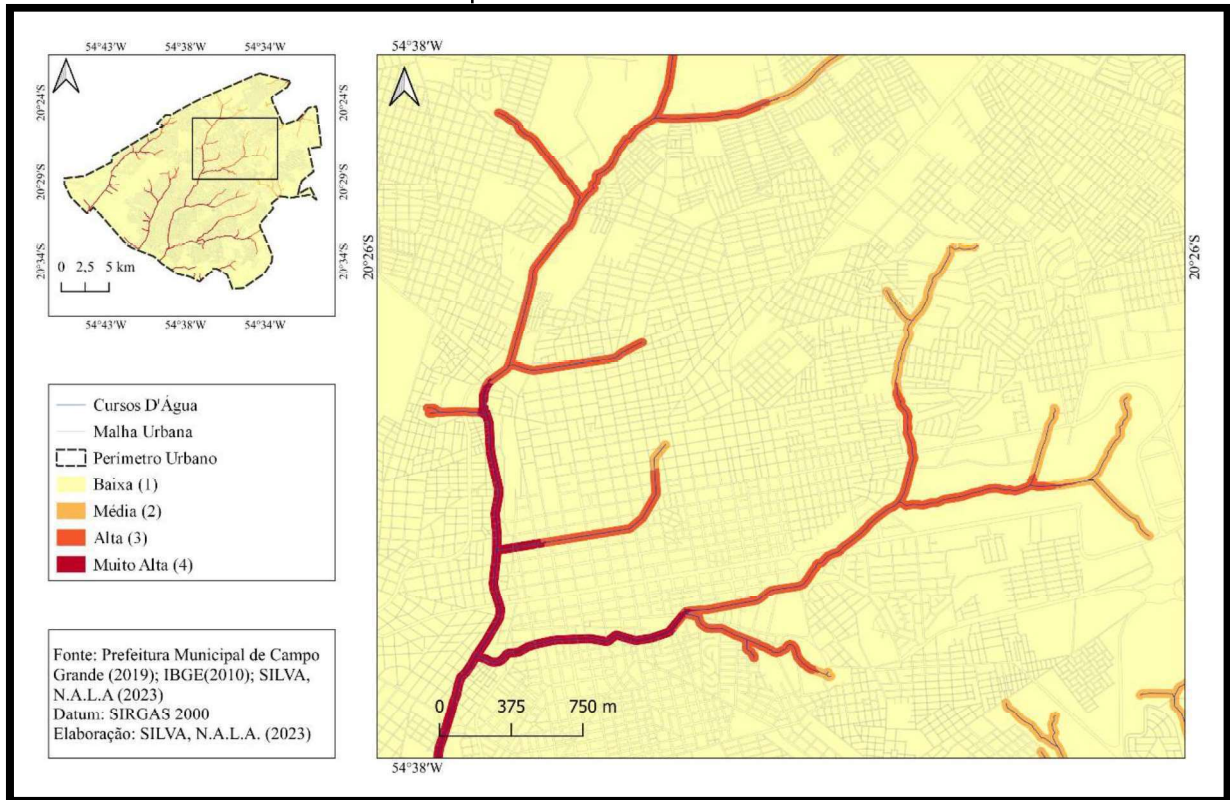 54°43'W 54°38'W 54°34'W
20°24'S
20°24'S
20°29'S
20°29'S
20°34'S
20°34'S
0 2,5 5 km
54°43'W 54°38'W 54°34'W
Cursos D'Água
Malha Urbana
Perímetro Urbano
Baixa (1)
Média (2)
Alta (3)
Muito Alta (4)
Fonte: Prefeitura Municipal de Campo
Grande (2019); IBGE(2010); SILVA,
N.A.L.A (2023)
Datum: SIRGAS 2000
Elaboração: SILVA, N.A.L.A. (2023)
54°38'W
20°26'S
20°26'S
0 375 750 m
54°38'W